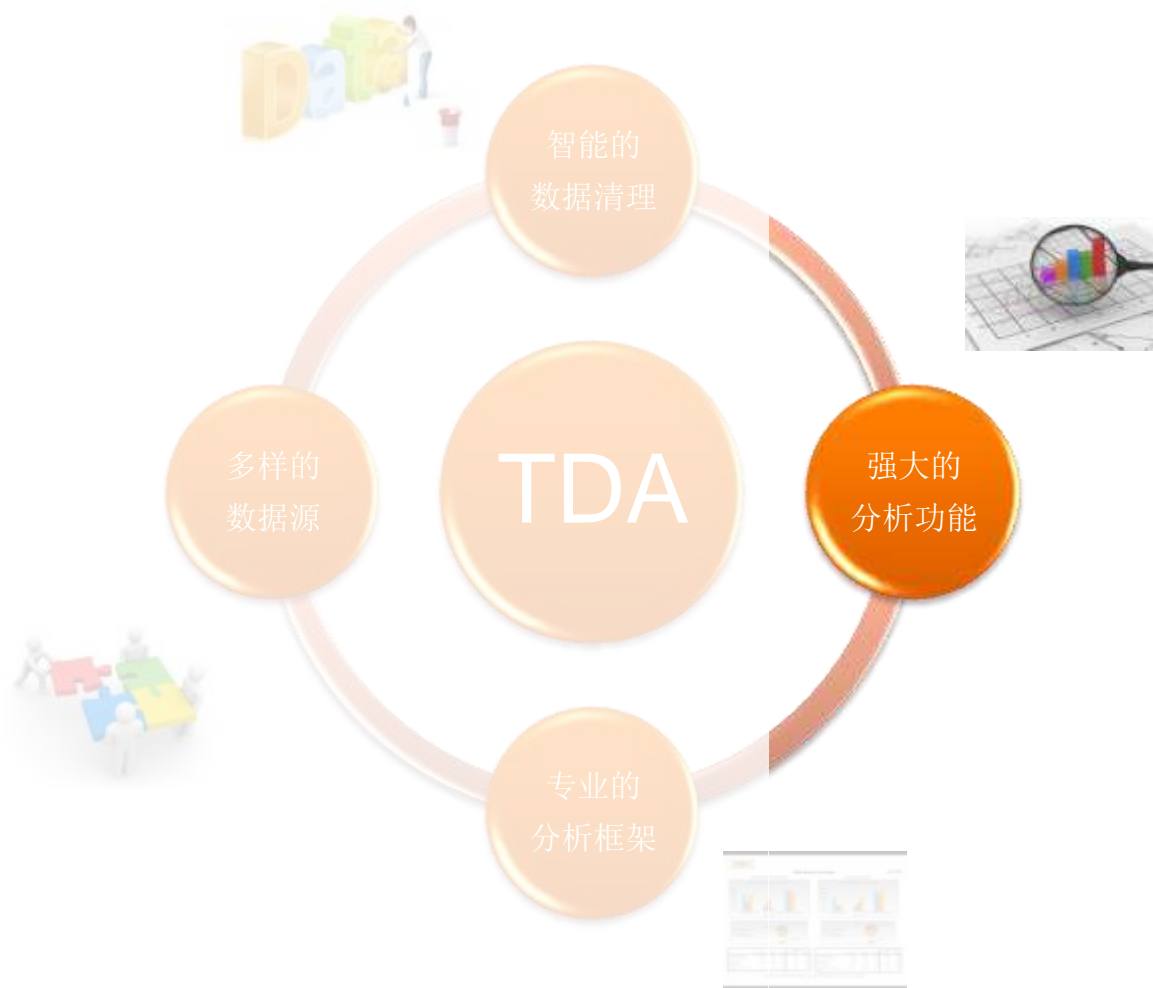 Data
智能的
数据清理
多样的
数据源
TDA
强大的
分析功能
专业的
分析框架